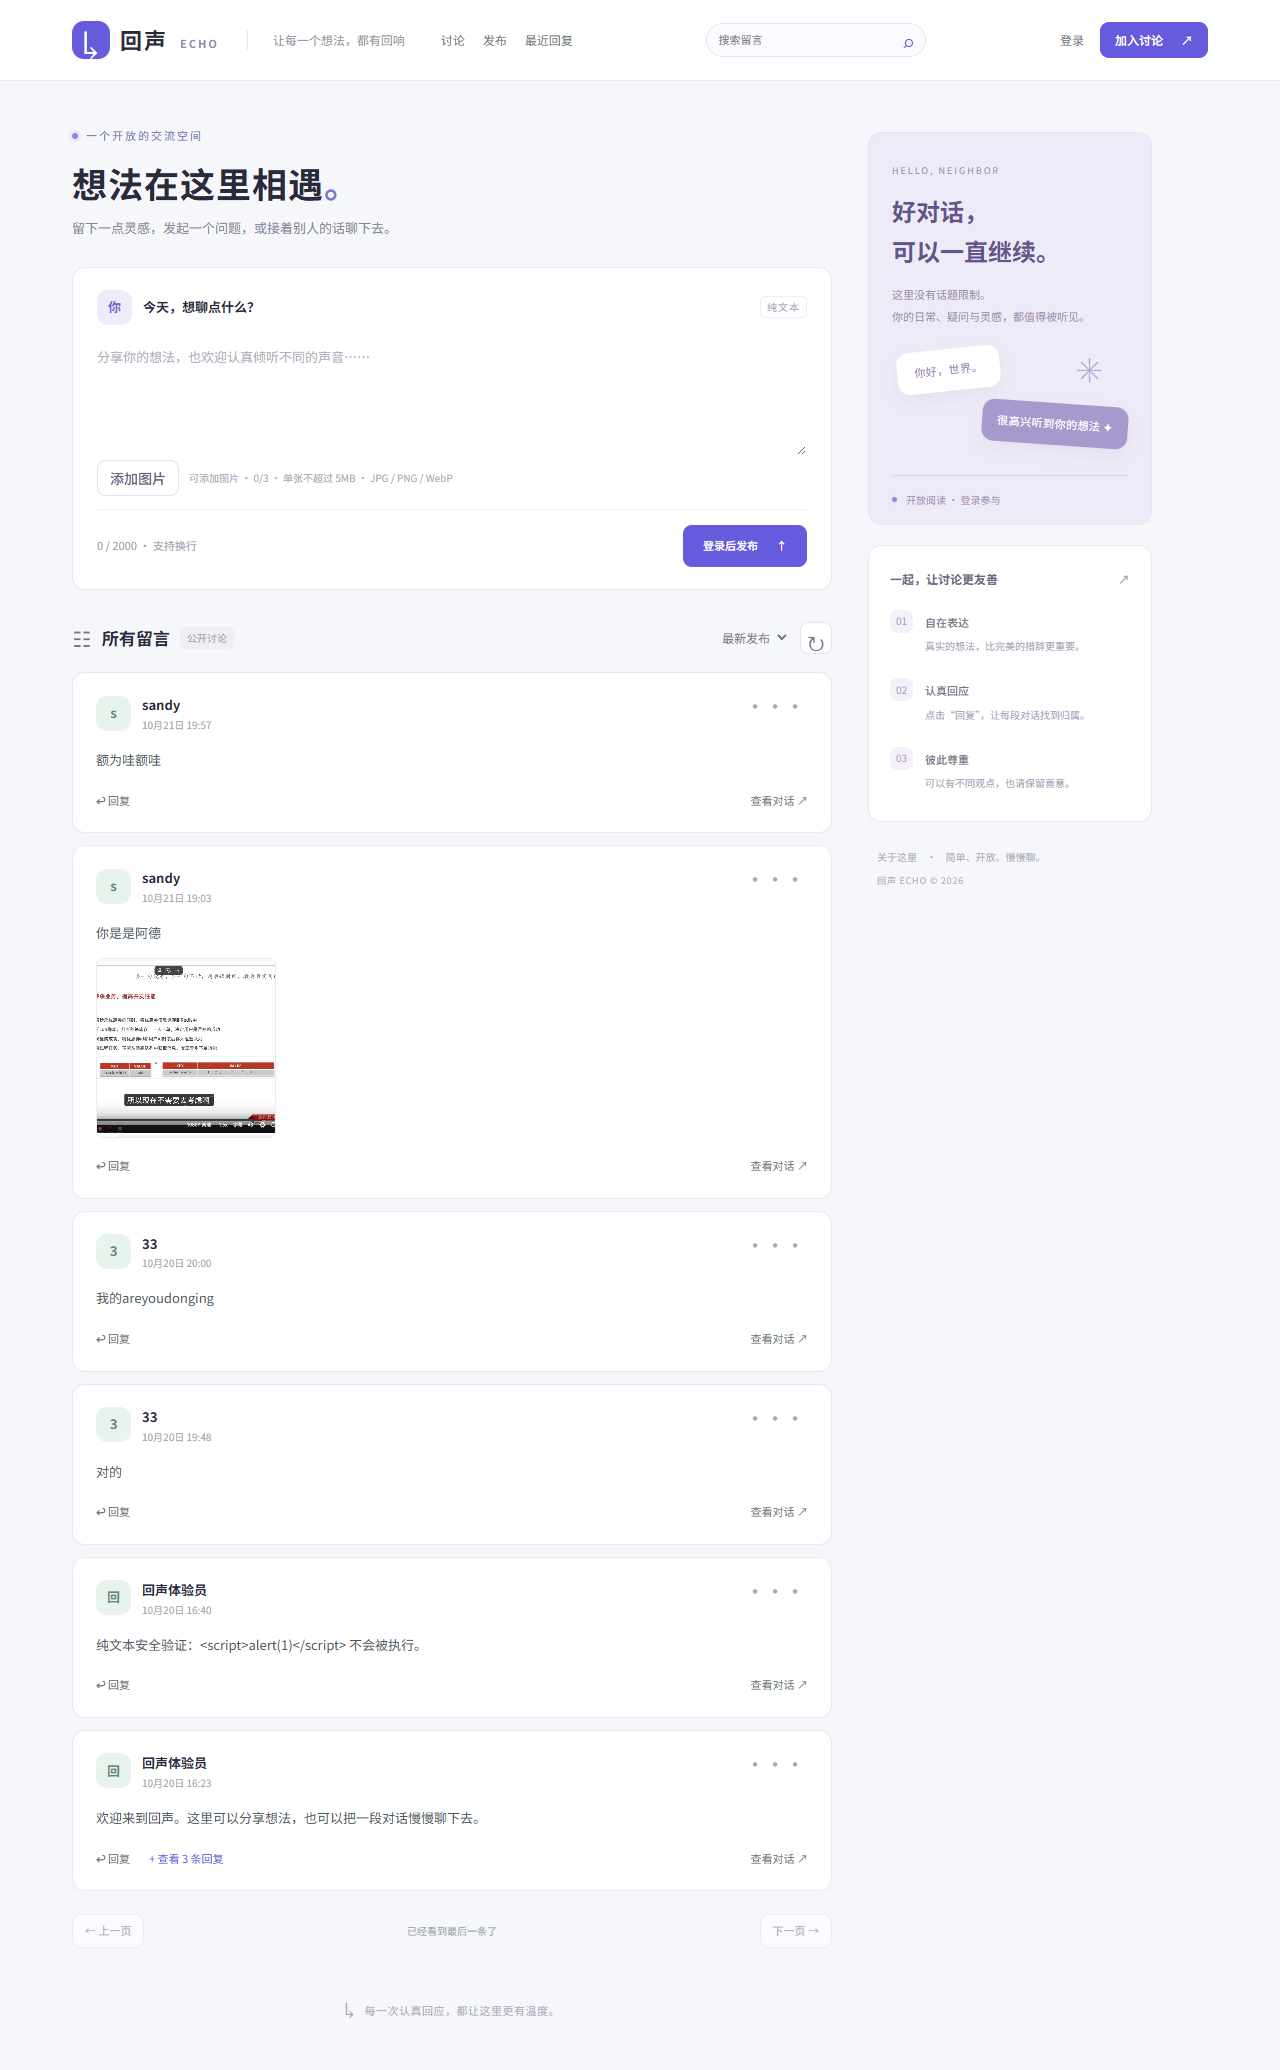 回声 ECHO 让每一个想法，都有回响 讨论 发布 最近回复 搜索留言 登录 加入讨论 ↗
一个开放的交流空间
想法在这里相遇。
留下一点灵感，发起一个问题，或接着别人的话聊下去。
你 今天，想聊点什么？ 纯文本
分享你的想法，也欢迎认真倾听不同的声音……
添加图片 可添加图片 · 0/3 · 单张不超过 5MB · JPG / PNG / WebP
0 / 2000 · 支持换行 登录后发布 ↑
所有留言 公开讨论 最新发布
s sandy
10月21日 19:57
额为哇额哇
↩ 回复 查看对话 ↗
s sandy
10月21日 19:03
你是是阿德
KEY VALUE KEY VALUE
所以现在不需要去考虑啊
↩ 回复 查看对话 ↗
3 33
10月20日 20:00
我的areyoudonging
↩ 回复 查看对话 ↗
3 33
10月20日 19:48
对的
↩ 回复 查看对话 ↗
回 回声体验员
10月20日 16:40
纯文本安全验证：<script>alert(1)</script> 不会被执行。
↩ 回复 查看对话 ↗
回 回声体验员
10月20日 16:23
欢迎来到回声。这里可以分享想法，也可以把一段对话慢慢聊下去。
↩ 回复 + 查看 3 条回复 查看对话 ↗
← 上一页 已经看到最后一条了 下一页 →
每一次认真回应，都让这里更有温度。
HELLO, NEIGHBOR
好对话，
可以一直继续。
这里没有话题限制。
你的日常、疑问与灵感，都值得被听见。
你好，世界。
很高兴听到你的想法 ✦
开放阅读 · 登录参与
一起，让讨论更友善 ↗
01 自在表达
真实的想法，比完美的措辞更重要。
02 认真回应
点击“回复”，让每段对话找到归属。
03 彼此尊重
可以有不同观点，也请保留善意。
关于这里 · 简单、开放、慢慢聊。
回声 ECHO © 2026